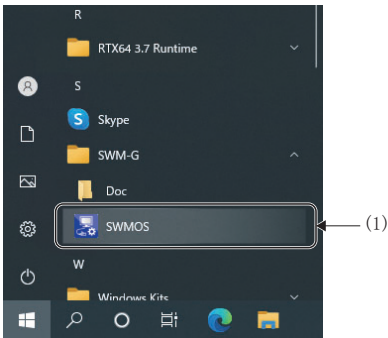 R
RTX64 3.7 Runtime
S
Skype
SWM-G
Doc
SWMOS
(1)
W
Windows Kits